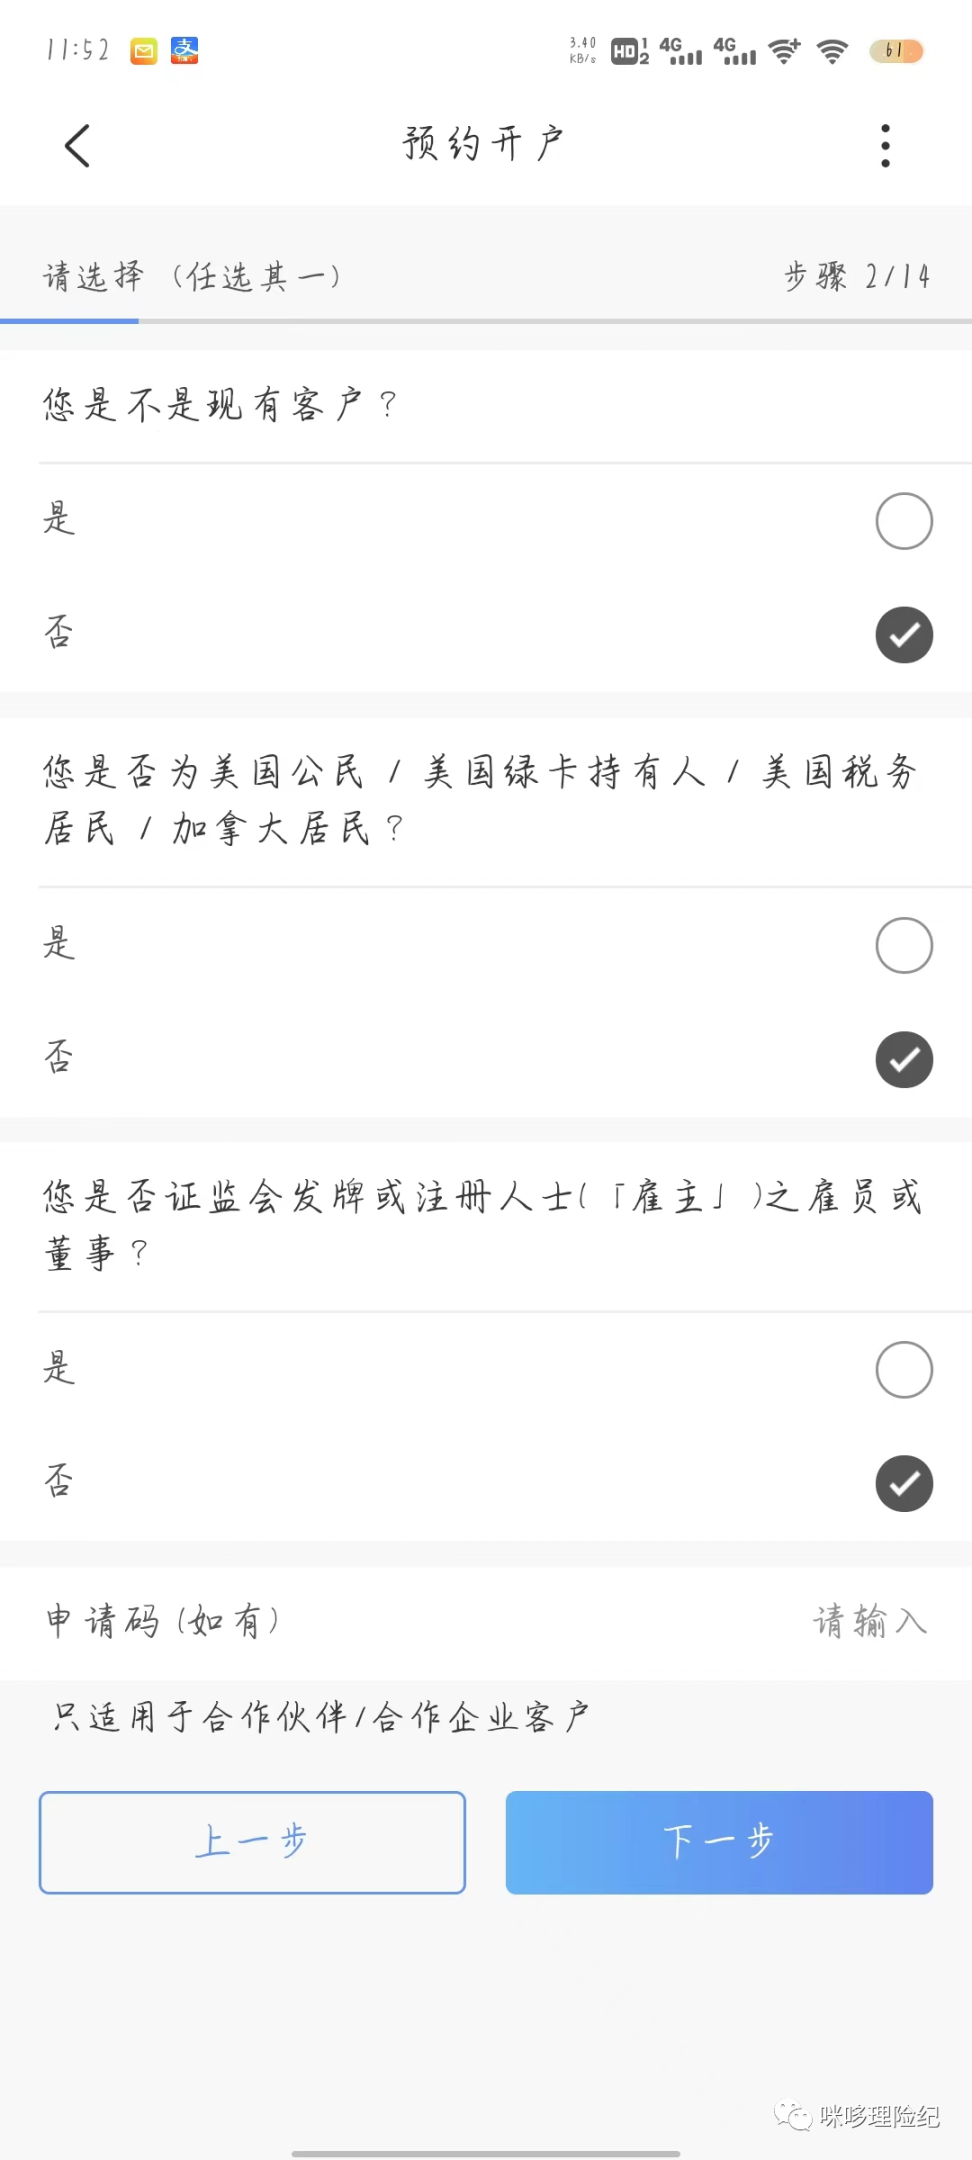 11:52
3.40 KB/s HD 1 2 4G 4G 61
预约开户
请选择 (任选其一) 步骤 2/14
您是不是现有客户?
是
否
您是否为美国公民 / 美国绿卡持有人 / 美国税务
居民 / 加拿大居民?
是
否
您是否证监会发牌或注册人士(「雇主」)之雇员或
董事?
是
否
申请码 (如有) 请输入
只适用于合作伙伴/合作企业客户
上一步 下一步
咪哆理险纪